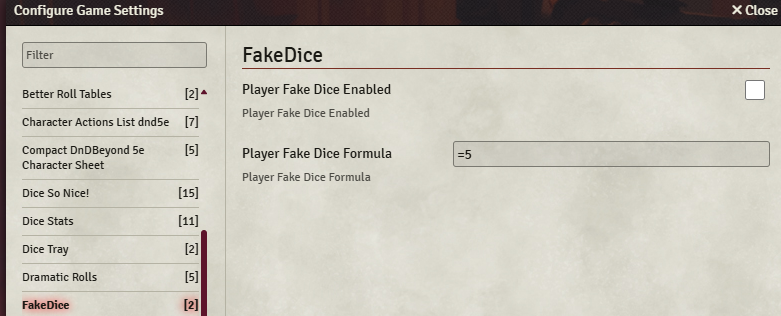 Configure Game Settings
✕ Close
Filter
Better Roll Tables [2]
Character Actions List dnd5e [7]
Compact DnDBeyond 5e [5]
Character Sheet
Dice So Nice! [15]
Dice Stats [11]
Dice Tray [2]
Dramatic Rolls [5]
FakeDice [2]
FakeDice
Player Fake Dice Enabled
Player Fake Dice Enabled
Player Fake Dice Formula =5
Player Fake Dice Formula